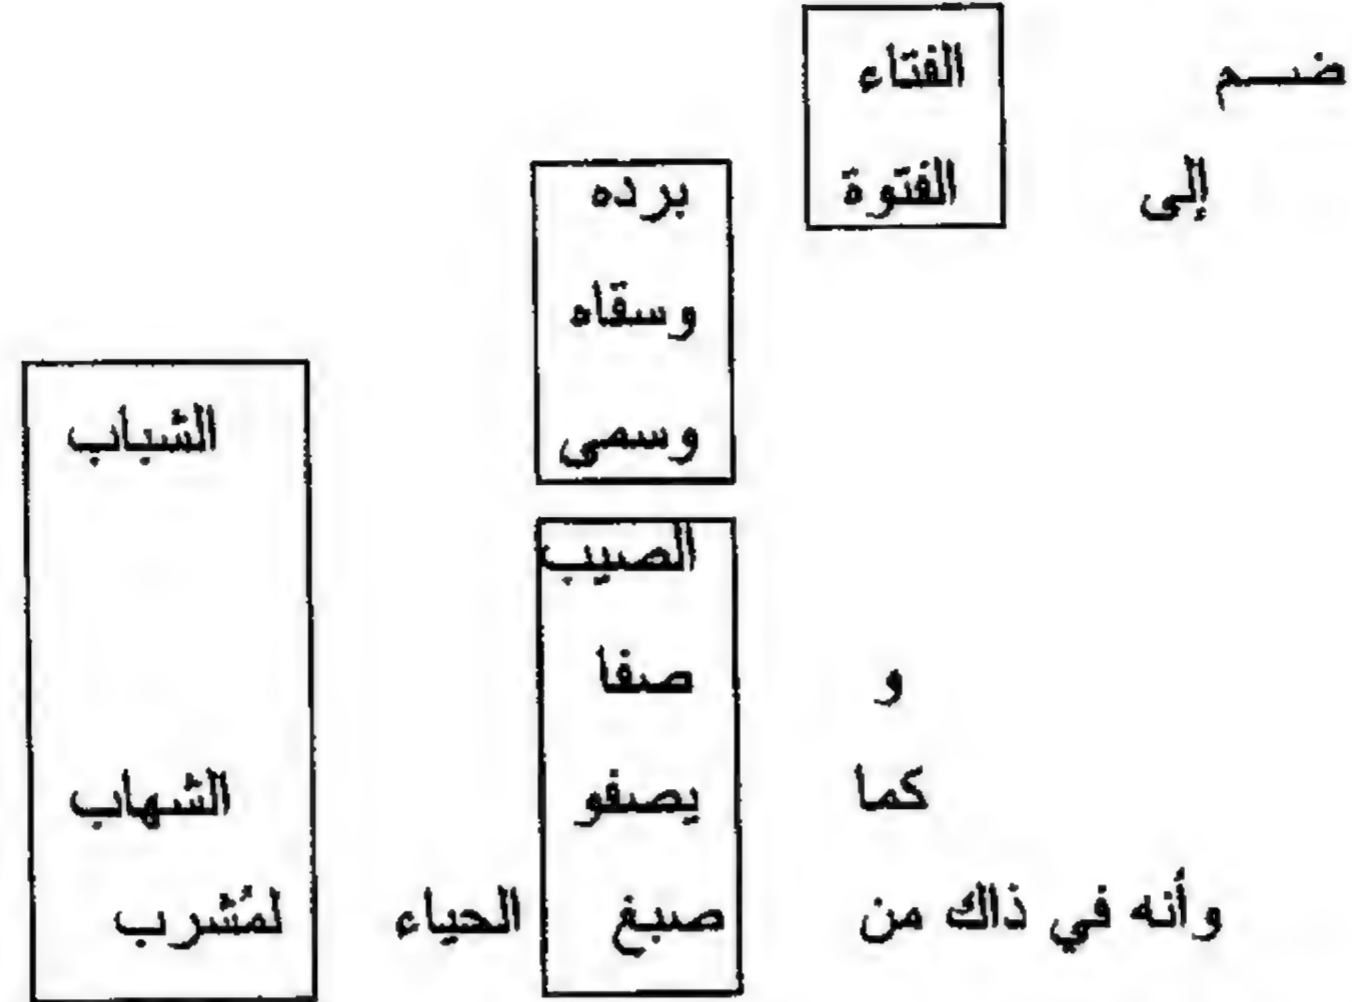 ضـــم الفتاء
إلى الفتوة برده
وسقاه
وسمى الشباب
الصبيب
و صفا
كما يصفو الشهاب
وأنه في ذاك من صبغ الحياء لمُشرب